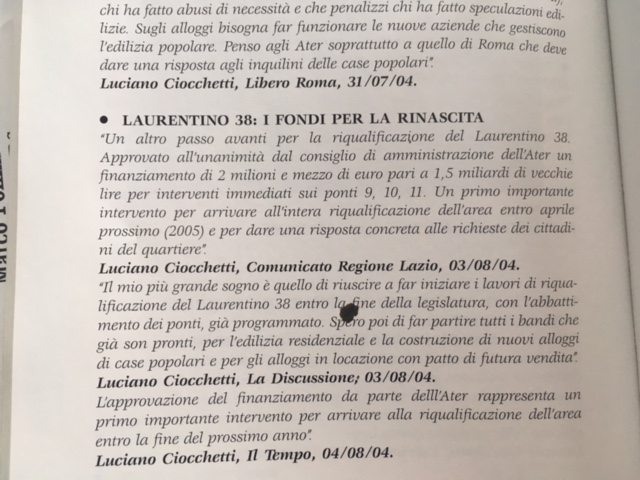 chi ha fatto abusi di necessità e che penalizzi chi ha fatto speculazioni edi-
lizie. Sugli alloggi bisogna far funzionare le nuove aziende che gestiscono
l'edilizia popolare. Penso agli Ater soprattutto a quello di Roma che deve
dare una risposta agli inquilini delle case popolari".
Luciano Ciocchetti, Libero Roma, 31/07/04.
● LAURENTINO 38: I FONDI PER LA RINASCITA
"Un altro passo avanti per la riqualificazione del Laurentino 38.
Approvato all'unanimità dal consiglio di amministrazione dell'Ater un
finanziamento di 2 milioni e mezzo di euro pari a 1,5 miliardi di vecchie
lire per interventi immediati sui ponti 9, 10, 11. Un primo importante
intervento per arrivare all'intera riqualificazione dell'area entro aprile
prossimo (2005) e per dare una risposta concreta alle richieste dei cittadi-
ni del quartiere".
Luciano Ciocchetti, Comunicato Regione Lazio, 03/08/04.
"Il mio più grande sogno è quello di riuscire a far iniziare i lavori di riqua-
lificazione del Laurentino 38 entro la fine della legislatura, con l'abbatti-
mento dei ponti, già programmato. Spero poi di far partire tutti i bandi che
già son pronti, per l'edilizia residenziale e la costruzione di nuovi alloggi
di case popolari e per gli alloggi in locazione con patto di futura vendita".
Luciano Ciocchetti, La Discussione; 03/08/04.
L'approvazione del finanziamento da parte delll'Ater rappresenta un
primo importante intervento per arrivare alla riqualificazione dell'area
entro la fine del prossimo anno".
Luciano Ciocchetti, Il Tempo, 04/08/04.